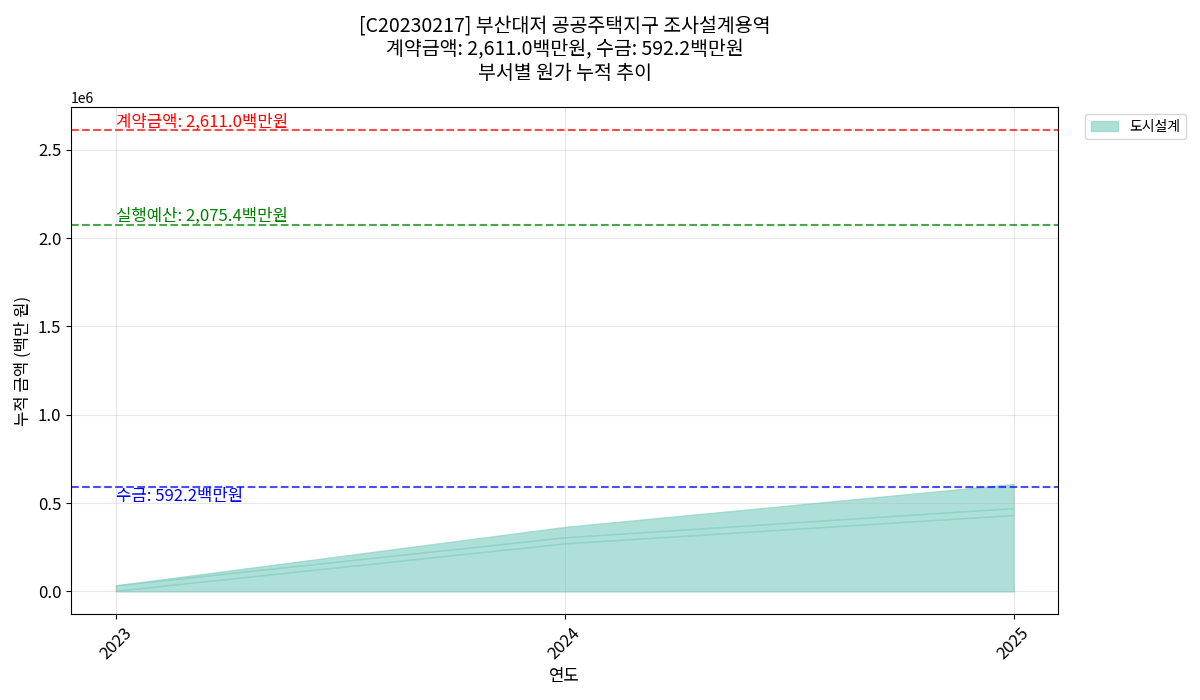 [C20230217] 부산대저 공공주택지구 조사설계용역
계약금액: 2,611.0백만원, 수금: 592.2백만원
부서별 원가 누적 추이
1e6
계약금액: 2,611.0백만원
도시설계
2.5
실행예산: 2,075.4백만원
2.0
누적 금액 (백만 원)
1.5
1.0
수금: 592.2백만원
0.5
0.0
2023
2024
2025
연도